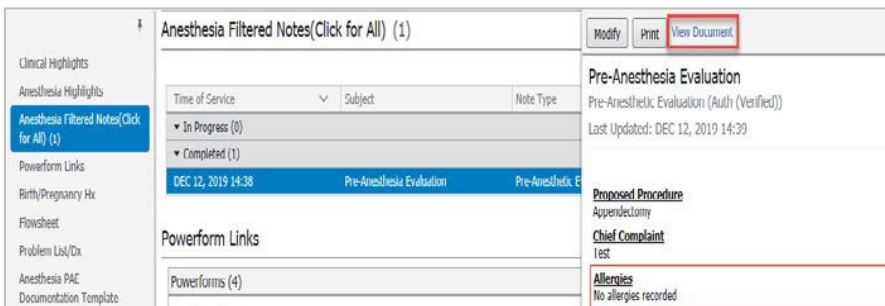 Clinical Highlights
Anesthesia Highlights
Anesthesia Filtered Notes(Click
for All) (1)
Powerform Links
Birth/Pregnancy Hx
Flowsheet
Problem List/Dx
Anesthesia PAE
Documentation Template
Anesthesia Filtered Notes(Click for All) (1)
Time of Service Subject Note Type
In Progress (0)
Completed (1)
DEC 12, 2019 14:38 Pre-Anesthesia Evaluation Pre-Anesthetic E
Powerform Links
Powerforms (4)
Modify Print View Document
Pre-Anesthesia Evaluation
Pre-Anesthetic Evaluation (Auth (Verified))
Last Updated: DEC 12, 2019 14:39
Proposed Procedure
Appendectomy
Chief Complaint
Test
Allergies
No allergies recorded